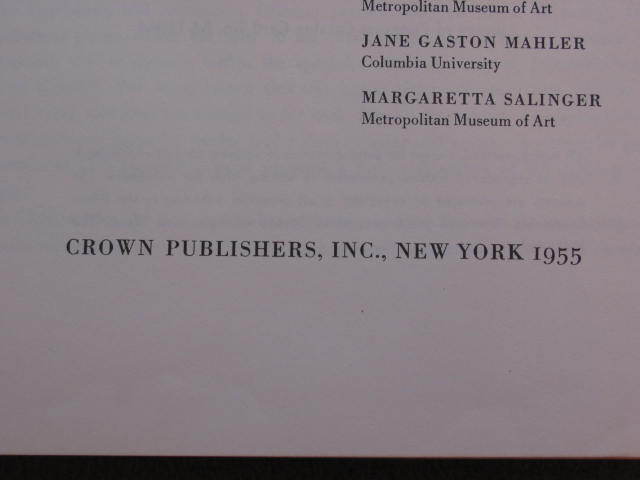 Metropolitan Museum of Art
JANE GASTON MAHLER
Columbia University
MARGARETTA SALINGER
Metropolitan Museum of Art
CROWN PUBLISHERS, INC., NEW YORK 1955